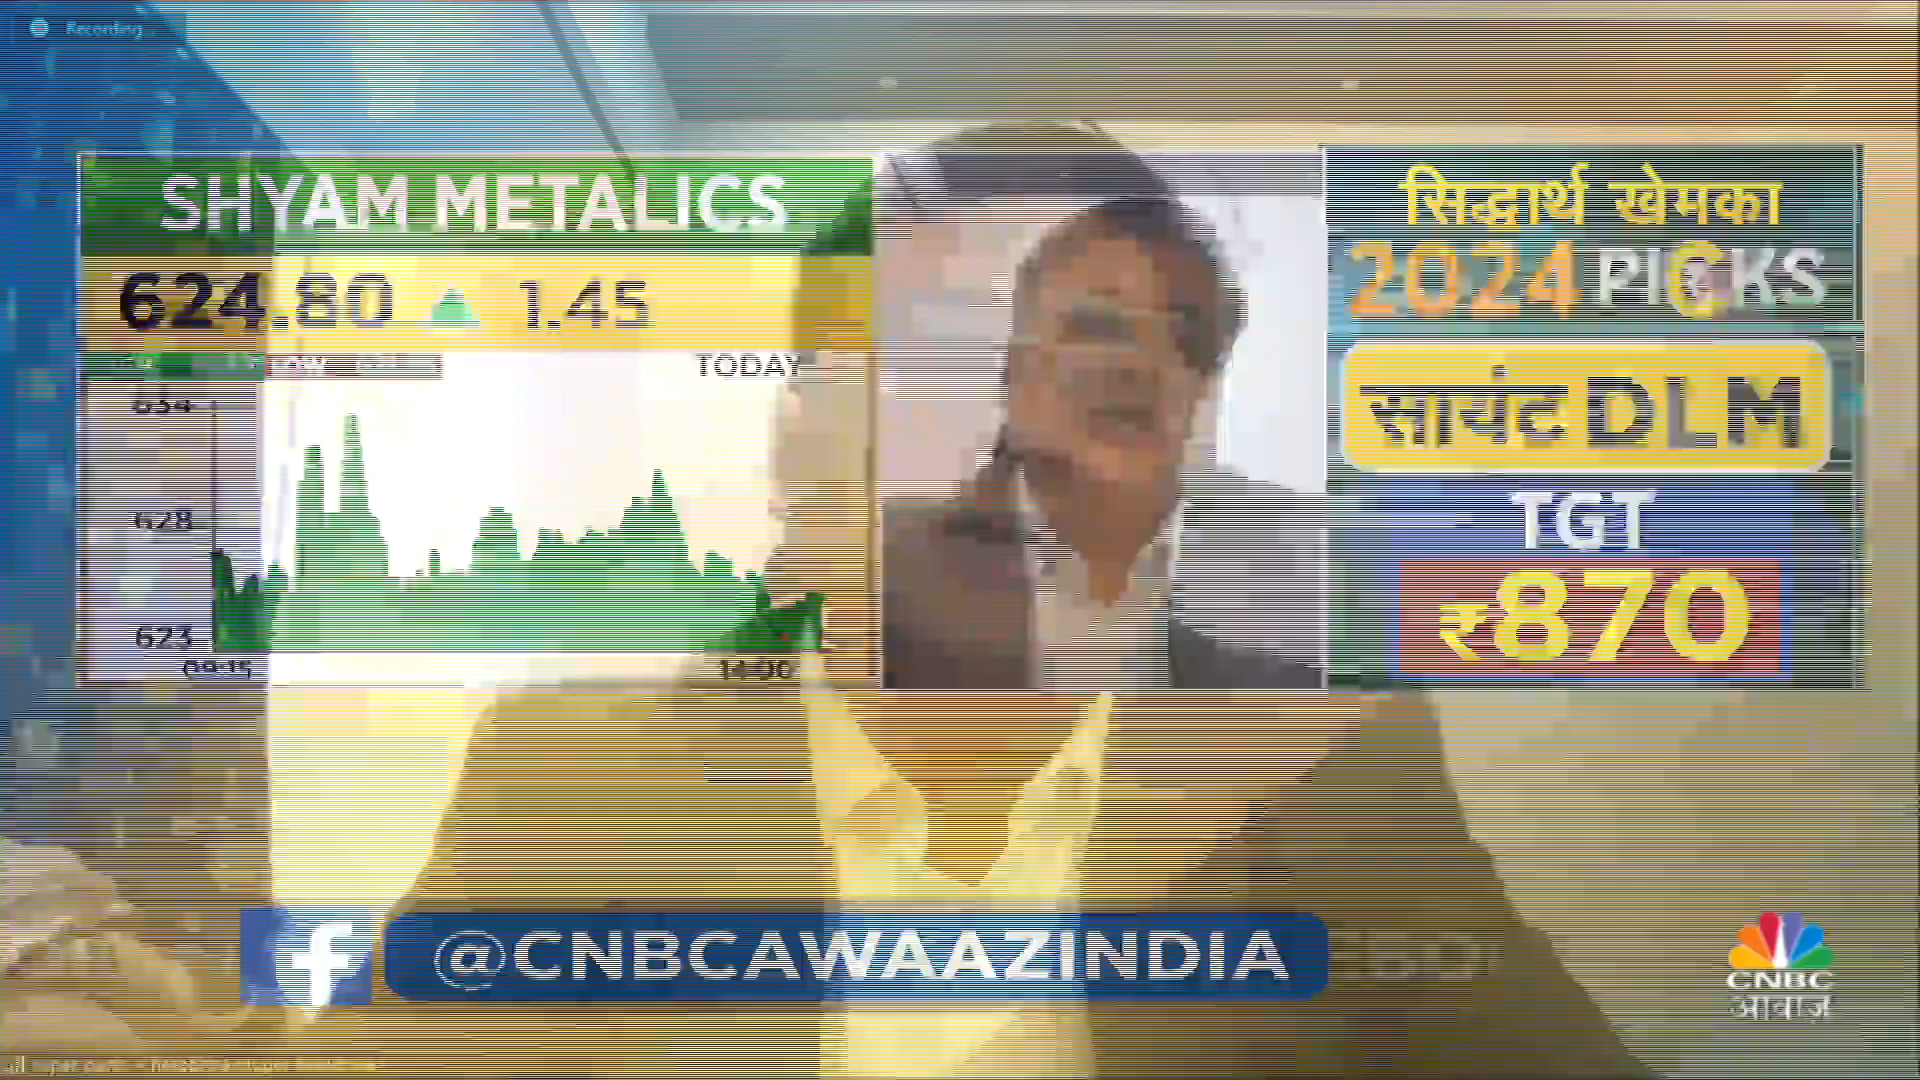 Recording...
SHYAM METALICS
624.80 ▲ 1.45
TODAY
634
628
623
09:15
14:00
सिद्धार्थ खेमका
2024 PICKS
सायंट DLM
TGT
₹870
f @CNBCAWAAZINDIA
CNBC
आवाज़